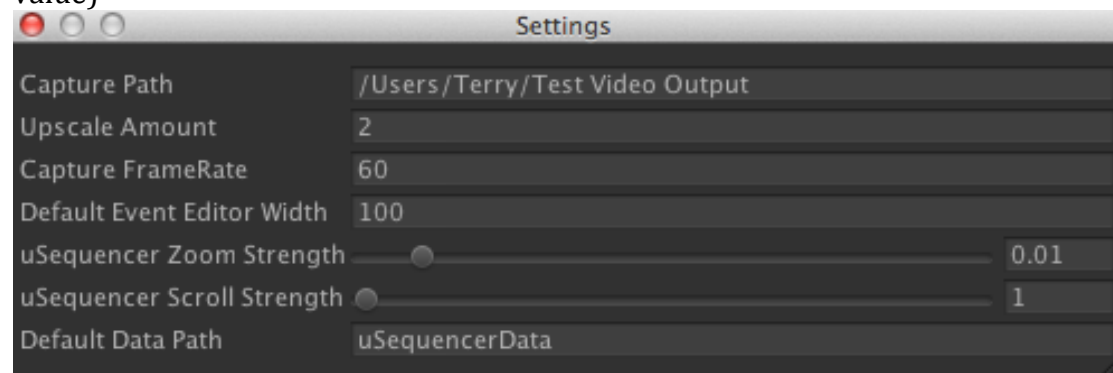 Settings
Capture Path /Users/Terry/Test Video Output
Upscale Amount 2
Capture FrameRate 60
Default Event Editor Width 100
uSequencer Zoom Strength 0.01
uSequencer Scroll Strength 1
Default Data Path uSequencerData